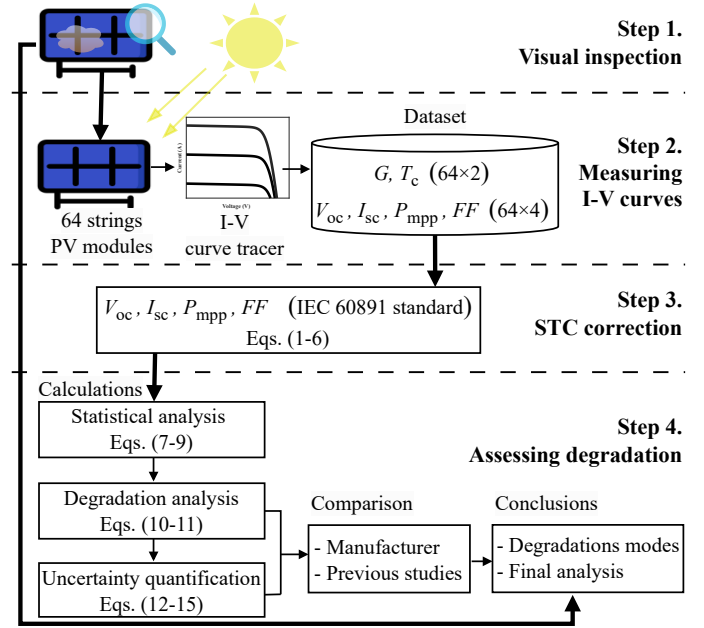 Step 1.
Visual inspection
Step 2.
Measuring
I-V curves
Current (A)
Voltage (V)
64 strings
PV modules
I-V
curve tracer
Dataset
G, Tc (64×2)
Voc, Isc, Pmpp, FF (64×4)
Step 3.
STC correction
Voc, Isc, Pmpp, FF (IEC 60891 standard)
Eqs. (1-6)
Step 4.
Assessing degradation
Calculations
Statistical analysis
Eqs. (7-9)
Degradation analysis
Eqs. (10-11)
Uncertainty quantification
Eqs. (12-15)
Comparison
- Manufacturer
- Previous studies
Conclusions
- Degradations modes
- Final analysis